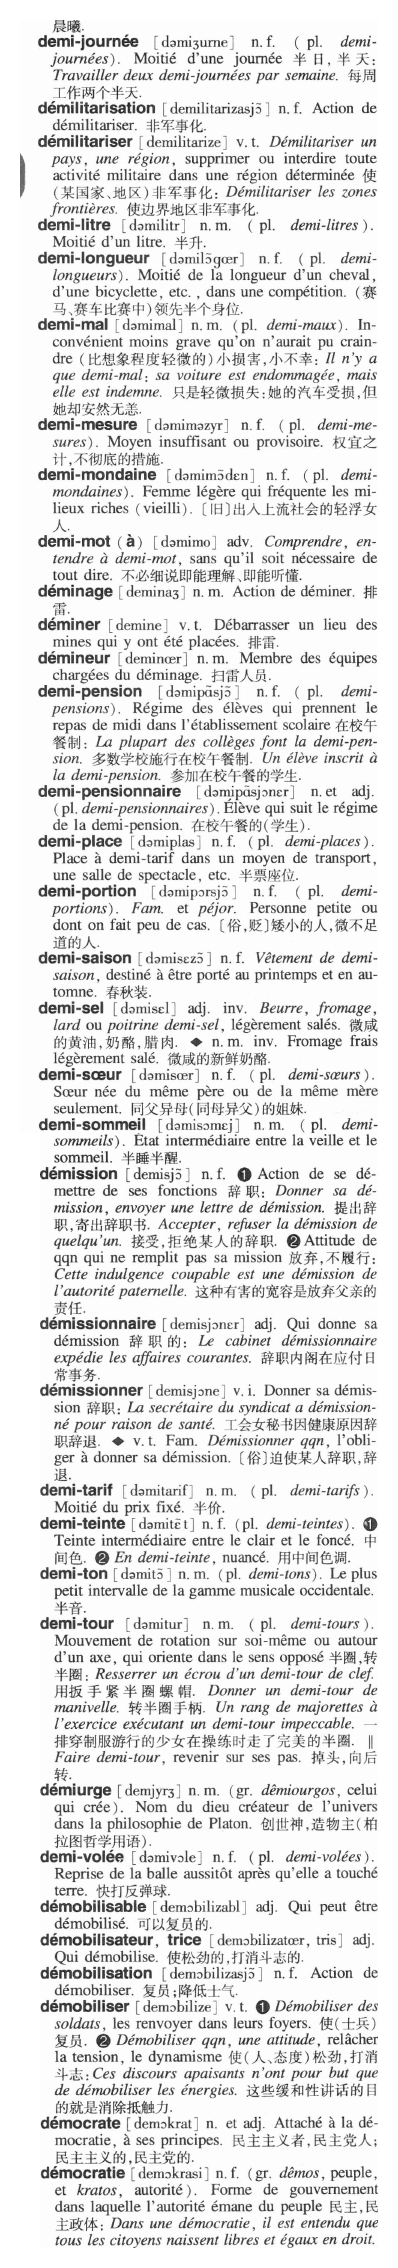 晨曦.
demi-journée [dəmiʒurne] n. f. ( pl. demi-
journées). Moitié d'une journée 半日, 半天:
Travailler deux demi-journées par semaine. 每周
工作两个半天.
démilitarisation [demilitarizasjɔ̃] n. f. Action de
démilitariser. 非军事化.
démilitariser [demilitarize] v. t. Démilitariser un
pays, une région, supprimer ou interdire toute
activité militaire dans une région déterminée 使
(某国家、地区)非军事化: Démilitariser les zones
frontières. 使边界地区非军事化.
demi-litre [dəmilitr] n. m. ( pl. demi-litres ).
Moitié d'un litre. 半升.
demi-longueur [dəmilɔ̃gœr] n. f. ( pl. demi-
longueurs). Moitié de la longueur d'un cheval,
d'une bicyclette, etc. , dans une compétition. (赛
马、赛车比赛中)领先半个身位.
demi-mal [dəmimal] n. m. (pl. demi-maux). In-
convénient moins grave qu'on n'aurait pu crain-
dre (比想象程度轻微的)小损害,小不幸: Il n'y a
que demi-mal: sa voiture est endommagée, mais
elle est indemne. 只是轻微损失:她的汽车受损,但
她却安然无恙.
demi-mesure [dəmiməzyr] n. f. ( pl. demi-me-
sures). Moyen insuffisant ou provisoire. 权宜之
计,不彻底的措施.
demi-mondaine [dəmimɔ̃dɛn] n. f. ( pl. demi-
mondaines). Femme légère qui fréquente les mi-
lieux riches (vieilli). 〔旧〕出入上流社会的轻浮女
人.
demi-mot (à) [dəmimo] adv. Comprendre, en-
tendre à demi-mot, sans qu'il soit nécessaire de
tout dire. 不必细说即能理解、即能听懂.
déminage [deminaʒ] n. m. Action de déminer. 排
雷.
déminer [demine] v. t. Débarrasser un lieu des
mines qui y ont été placées. 排雷.
démineur [deminœr] n. m. Membre des équipes
chargées du déminage. 扫雷人员.
demi-pension [dəmipɑ̃sjɔ̃] n. f. ( pl. demi-
pensions). Régime des élèves qui prennent le
repas de midi dans l'établissement scolaire 在校午
餐制: La plupart des collèges font la demi-pen-
sion. 多数学校施行在校午餐制. Un élève inscrit à
la demi-pension. 参加在校午餐的学生.
demi-pensionnaire [dəmipɑ̃sjɔnɛr] n. et adj.
(pl. demi-pensionnaires). Élève qui suit le régime
de la demi-pension. 在校午餐的(学生).
demi-place [dəmiplas] n. f. ( pl. demi-places ).
Place à demi-tarif dans un moyen de transport,
une salle de spectacle, etc. 半票座位.
demi-portion [dəmipɔrsjɔ̃] n. f. ( pl. demi-
portions). Fam. et péjor. Personne petite ou
dont on fait peu de cas. 〔俗,贬〕矮小的人,微不足
道的人.
demi-saison [dəmisɛzɔ̃] n. f. Vêtement de demi-
saison, destiné à être porté au printemps et en au-
tomne. 春秋装.
demi-sel [dəmisɛl] adj. inv. Beurre, fromage,
lard ou poitrine demi-sel, légèrement salés. 微咸
的黄油,奶酪,腊肉. ◆ n. m. inv. Fromage frais
légèrement salé. 微咸的新鲜奶酪.
demi-sœur [dəmisœr] n. f. ( pl. demi-sœurs ).
Sœur née du même père ou de la même mère
seulement. 同父异母(同母异父)的姐妹.
demi-sommeil [dəmisɔmɛj] n. m. ( pl. demi-
sommeils). État intermédiaire entre la veille et le
sommeil. 半睡半醒.
démission [demisjɔ̃] n. f. ❶ Action de se dé-
mettre de ses fonctions 辞职: Donner sa dé-
mission, envoyer une lettre de démission. 提出辞
职,寄出辞职书. Accepter, refuser la démission de
quelqu'un. 接受,拒绝某人的辞职. ❷ Attitude de
qqn qui ne remplit pas sa mission 放弃,不履行:
Cette indulgence coupable est une démission de
l'autorité paternelle. 这种有害的宽容是放弃父亲的
责任.
démissionnaire [demisjɔnɛr] adj. Qui donne sa
démission 辞职的: Le cabinet démissionnaire
expédie les affaires courantes. 辞职内阁在应付日
常事务.
démissionner [demisjɔne] v. i. Donner sa démis-
sion 辞职: La secrétaire du syndicat a démission-
né pour raison de santé. 工会女秘书因健康原因辞
职辞退. ◆ v. t. Fam. Démissionner qqn, l'obli-
ger à donner sa démission. 〔俗〕迫使某人辞职,辞
退.
demi-tarif [dəmitarif] n. m. ( pl. demi-tarifs ).
Moitié du prix fixé. 半价.
demi-teinte [dəmitɛ̃t] n. f. (pl. demi-teintes). ❶
Teinte intermédiaire entre le clair et le foncé. 中
间色. ❷ En demi-teinte, nuancé. 用中间色调.
demi-ton [dəmitɔ̃] n. m. (pl. demi-tons). Le plus
petit intervalle de la gamme musicale occidentale.
半音.
demi-tour [dəmitur] n. m. ( pl. demi-tours ).
Mouvement de rotation sur soi-même ou autour
d'un axe, qui oriente dans le sens opposé 半圈,转
半圈: Resserrer un écrou d'un demi-tour de clef.
用扳手紧半圈螺帽. Donner un demi-tour de
manivelle. 转半圈手柄. Un rang de majorettes à
l'exercice exécutant un demi-tour impeccable. 一
排穿制服游行的少女在操练时走了完美的半圈. ‖
Faire demi-tour, revenir sur ses pas. 掉头,向后
转.
démiurge [demjyrʒ] n. m. (gr. dêmiourgos, celui
qui crée). Nom du dieu créateur de l'univers
dans la philosophie de Platon. 创世神,造物主(柏
拉图哲学用语).
demi-volée [dəmivɔle] n. f. ( pl. demi-volées).
Reprise de la balle aussitôt après qu'elle a touché
terre. 快打反弹球.
démobilisable [demɔbilizabl] adj. Qui peut être
démobilisé. 可以复员的.
démobilisateur, trice [demɔbilizatœr, tris] adj.
Qui démobilise. 使松劲的,打消斗志的.
démobilisation [demɔbilizasjɔ̃] n. f. Action de
démobiliser. 复员;降低士气.
démobiliser [demɔbilize] v. t. ❶ Démobiliser des
soldats, les renvoyer dans leurs foyers. 使(士兵)
复员. ❷ Démobiliser qqn, une attitude, relâcher
la tension, le dynamisme 使(人、态度)松劲,打消
斗志: Ces discours apaisants n'ont pour but que
de démobiliser les énergies. 这些缓和性讲话的目
的就是消除抵触力.
démocrate [demɔkrat] n. et adj. Attaché à la dé-
mocratie, à ses principes. 民主主义者,民主党人;
民主主义的,民主党的.
démocratie [demɔkrasi] n. f. (gr. dêmos, peuple,
et kratos, autorité). Forme de gouvernement
dans laquelle l'autorité émane du peuple 民主,民
主政体: Dans une démocratie, il est entendu que
tous les citoyens naissent libres et égaux en droit.